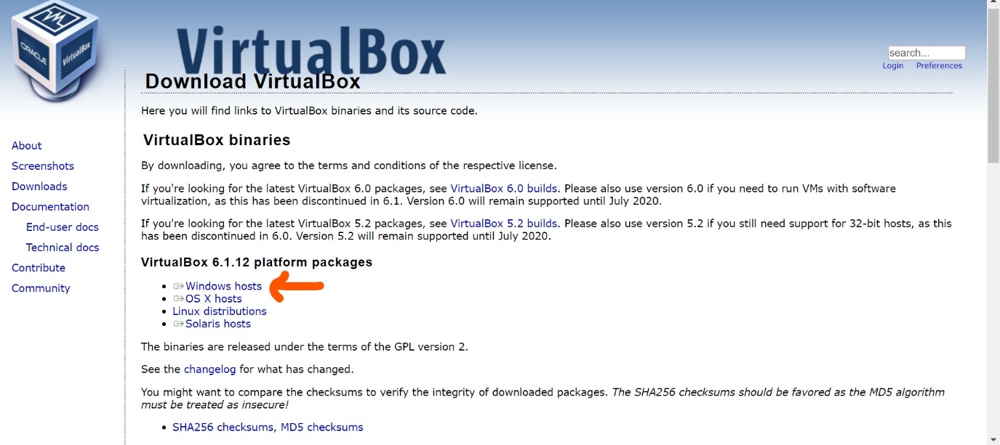 ORACLE
VirtualBox
VirtualBox
search...
Login Preferences
Download VirtualBox
Here you will find links to VirtualBox binaries and its source code.
About
Screenshots
Downloads
Documentation
End-user docs
Technical docs
Contribute
Community
VirtualBox binaries
By downloading, you agree to the terms and conditions of the respective license.
If you're looking for the latest VirtualBox 6.0 packages, see VirtualBox 6.0 builds. Please also use version 6.0 if you need to run VMs with software
virtualization, as this has been discontinued in 6.1. Version 6.0 will remain supported until July 2020.
If you're looking for the latest VirtualBox 5.2 packages, see VirtualBox 5.2 builds. Please also use version 5.2 if you still need support for 32-bit hosts, as this
has been discontinued in 6.0. Version 5.2 will remain supported until July 2020.
VirtualBox 6.1.12 platform packages
• Windows hosts
• OS X hosts
• Linux distributions
• Solaris hosts
The binaries are released under the terms of the GPL version 2.
See the changelog for what has changed.
You might want to compare the checksums to verify the integrity of downloaded packages. The SHA256 checksums should be favored as the MD5 algorithm
must be treated as insecure!
• SHA256 checksums, MD5 checksums